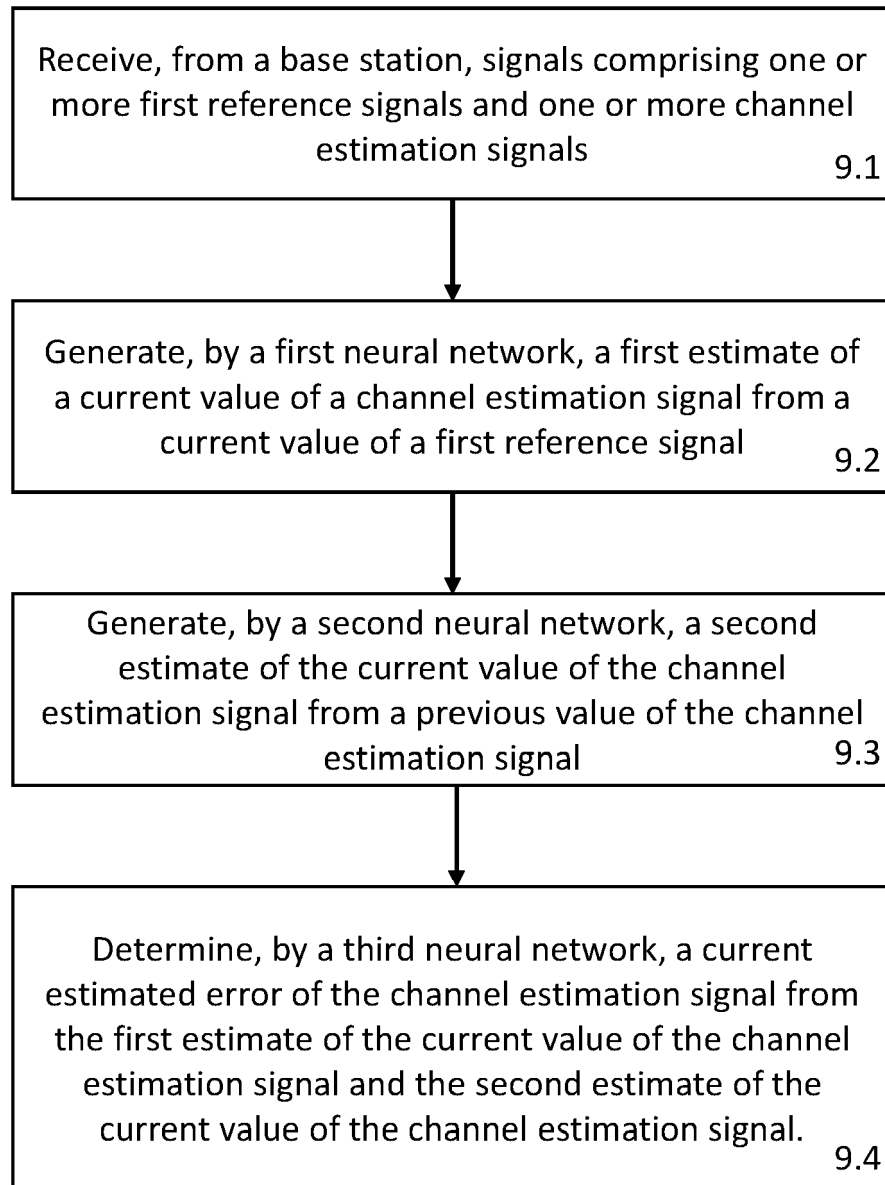 Receive, from a base station, signals comprising one or
more first reference signals and one or more channel
estimation signals
9.1
Generate, by a first neural network, a first estimate of
a current value of a channel estimation signal from a
current value of a first reference signal
9.2
Generate, by a second neural network, a second
estimate of the current value of the channel
estimation signal from a previous value of the channel
estimation signal
9.3
Determine, by a third neural network, a current
estimated error of the channel estimation signal from
the first estimate of the current value of the channel
estimation signal and the second estimate of the
current value of the channel estimation signal.
9.4